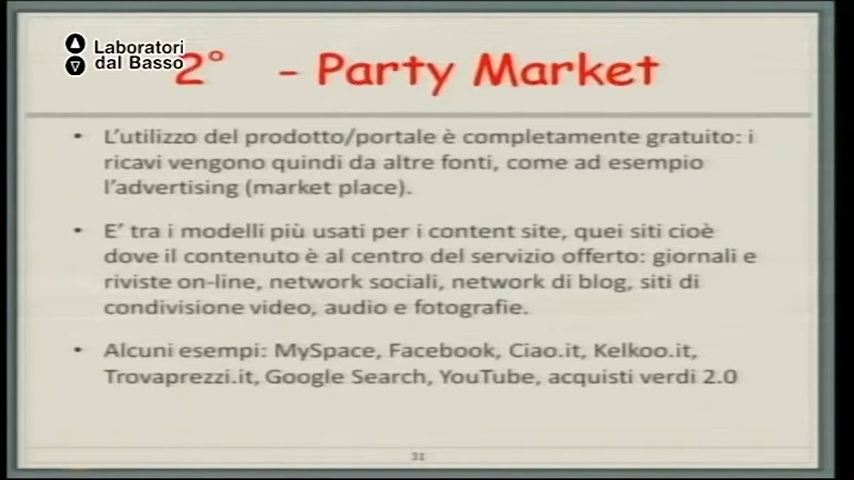 Laboratori
dal Basso
2° - Party Market
• L'utilizzo del prodotto/portale è completamente gratuito: i
ricavi vengono quindi da altre fonti, come ad esempio
l'advertising (market place).
• E' tra i modelli più usati per i content site, quei siti cioè
dove il contenuto è al centro del servizio offerto: giornali e
riviste on-line, network sociali, network di blog, siti di
condivisione video, audio e fotografie.
• Alcuni esempi: MySpace, Facebook, Ciao.it, Kelkoo.it,
Trovaprezzi.it, Google Search, YouTube, acquisti verdi 2.0
31